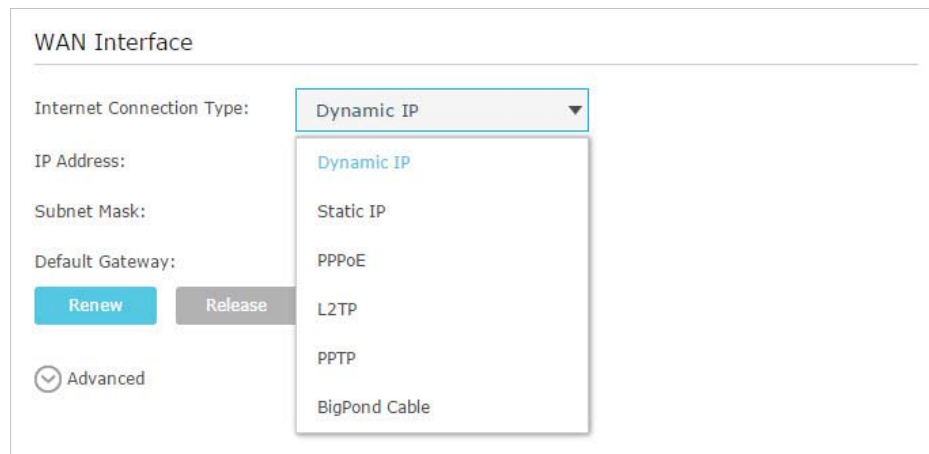 WAN Interface
Internet Connection Type:
Dynamic IP
IP Address:
Dynamic IP
Subnet Mask:
Static IP
Default Gateway:
PPPoE
Renew
Release
L2TP
PPTP
Advanced
BigPond Cable